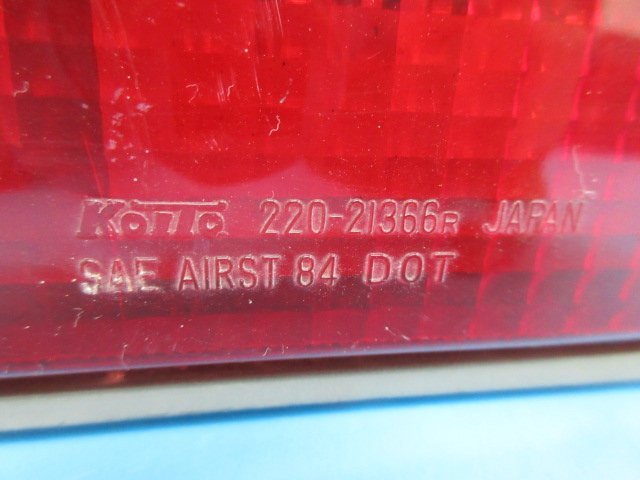 KOITO 220-21366R JAPAN
SAE AIRST 84 DOT